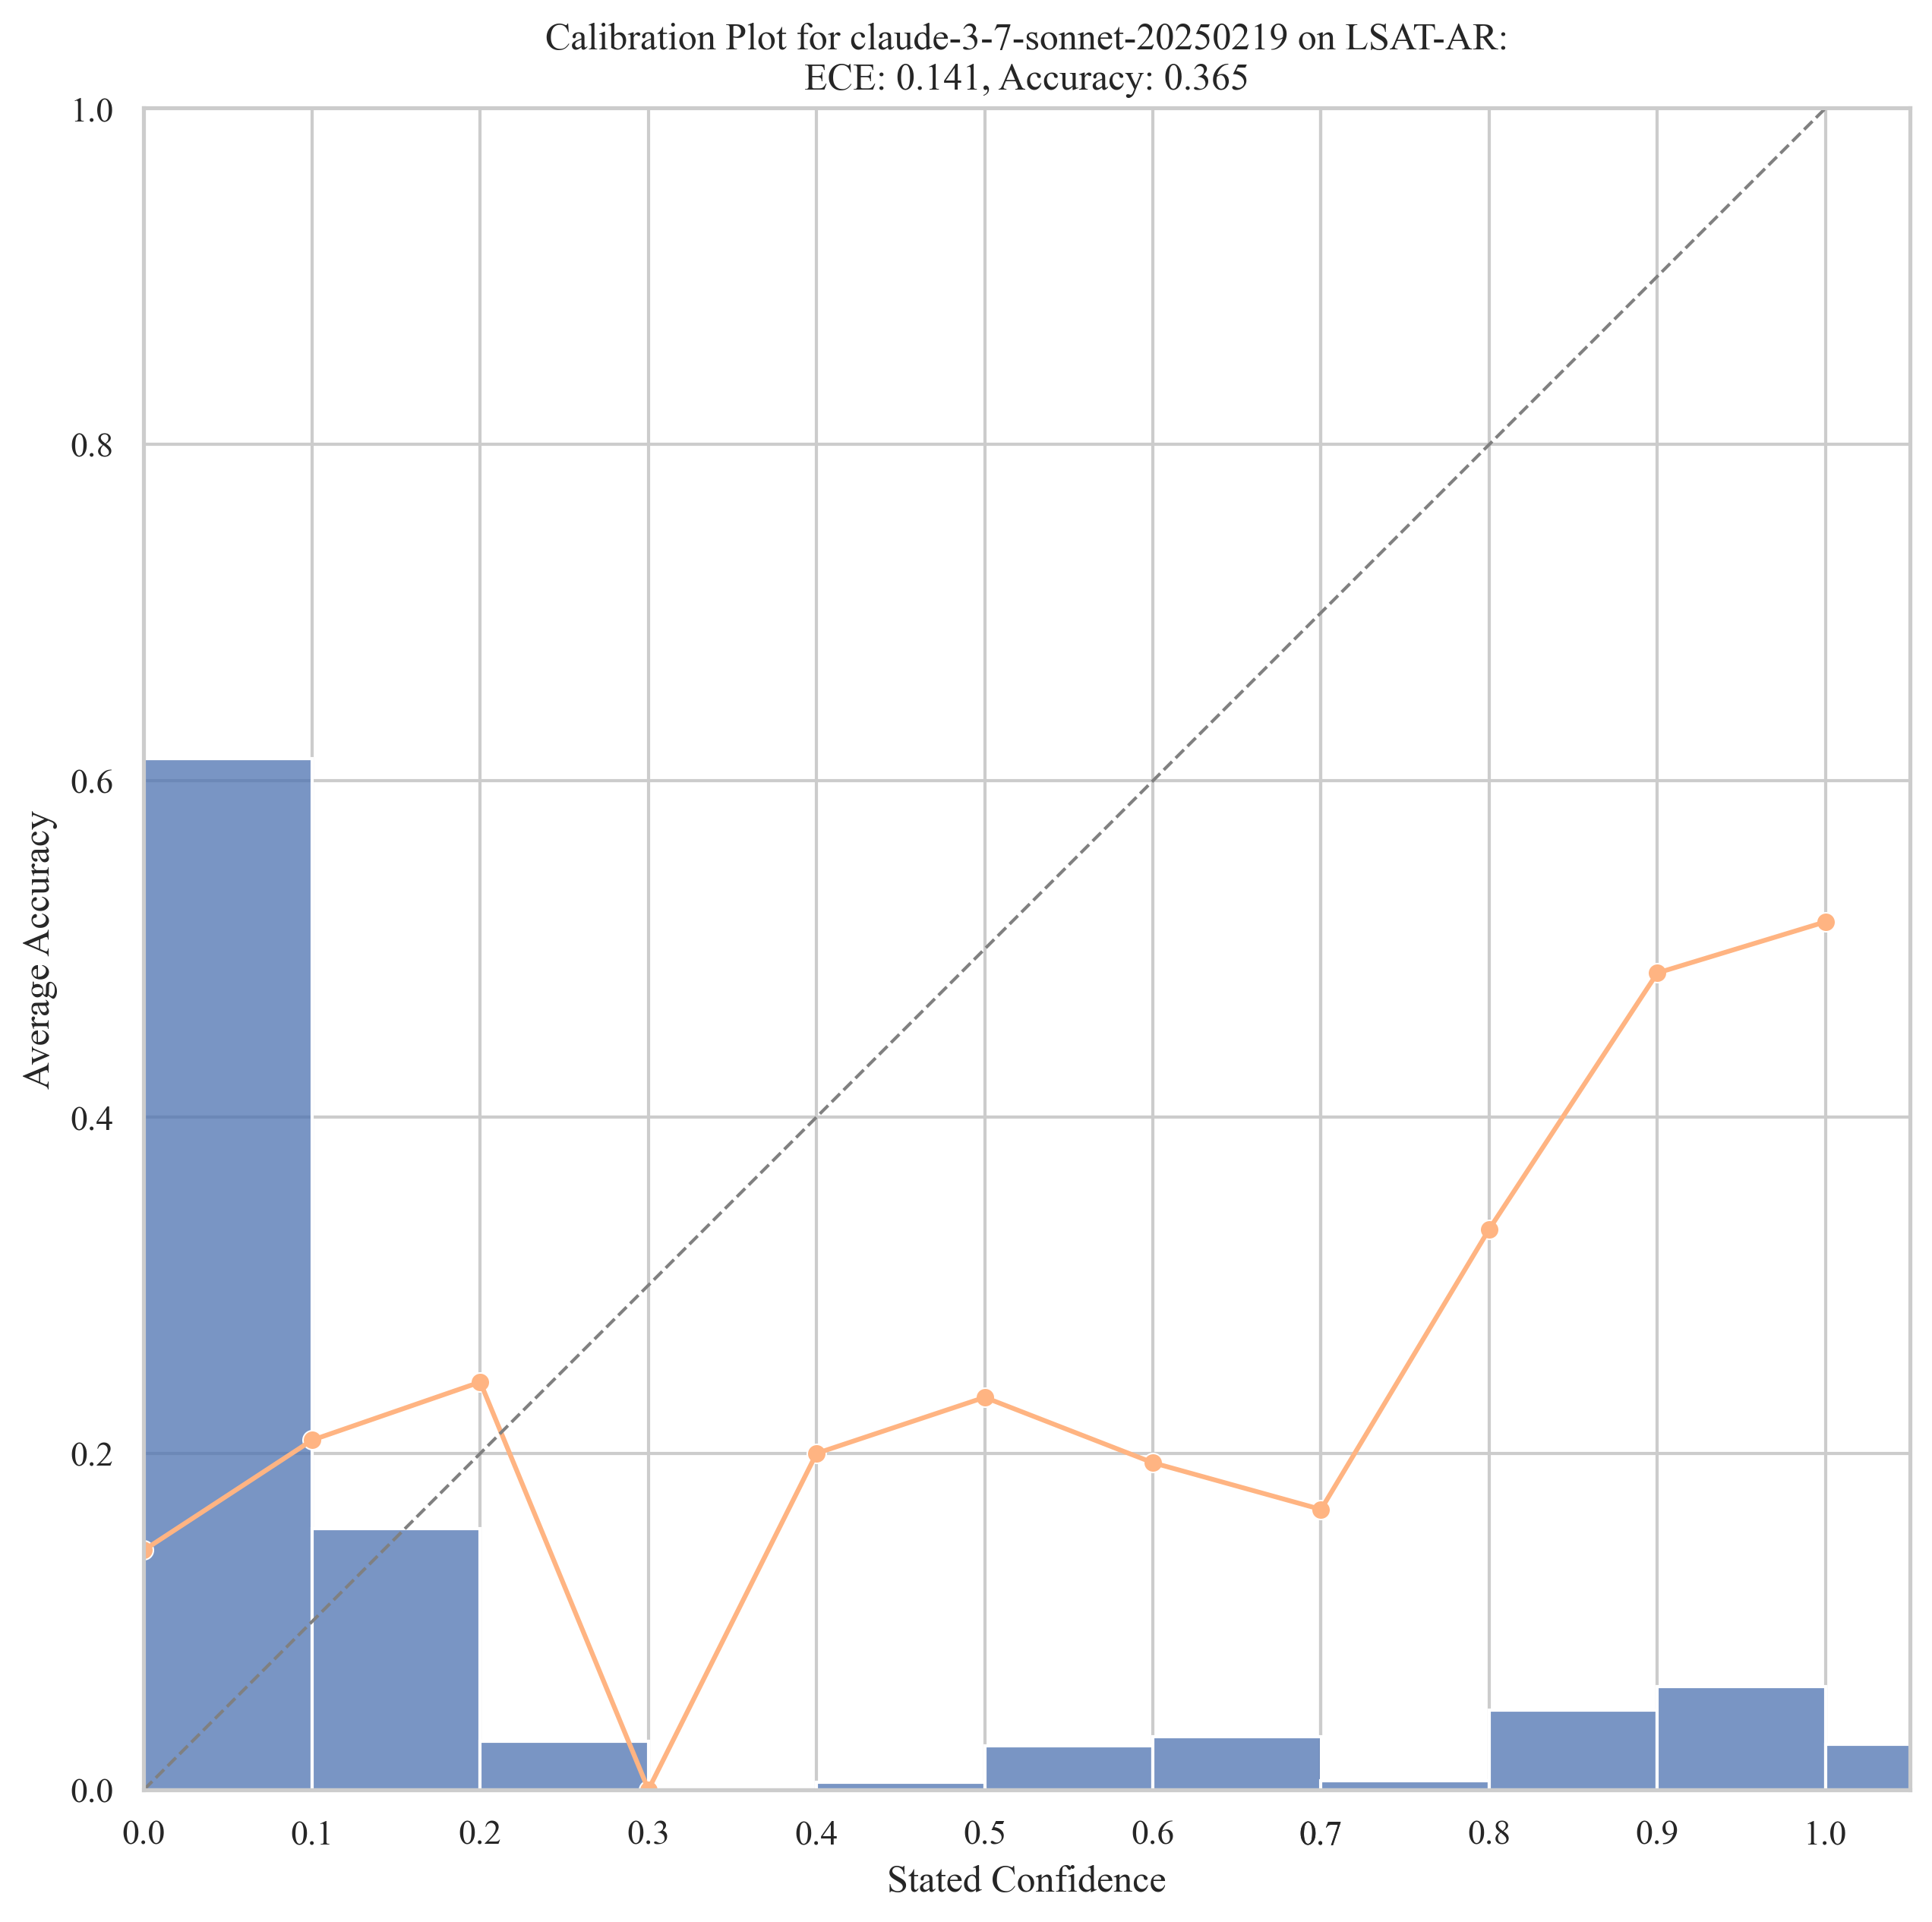 Calibration Plot for claude-3-7-sonnet-20250219 on LSAT-AR:
ECE: 0.141, Accuracy: 0.365
1.0
0.8
0.6
0.4
0.2
0.0
Average Accuracy
0.0 0.1 0.2 0.3 0.4 0.5 0.6 0.7 0.8 0.9 1.0
Stated Confidence